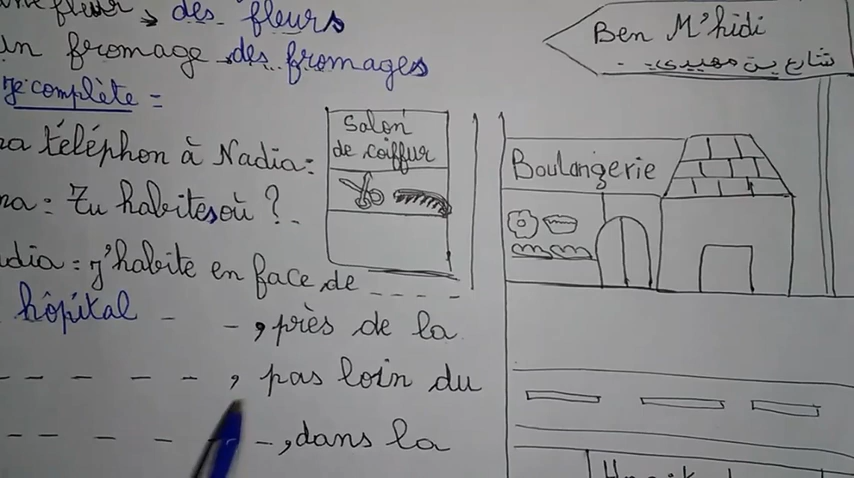 des fleurs
un fromage → des fromages
Je complète =
téléphon à Nadia:
Tu habites où ?
j'habite en face de
hôpital - - , près de la
- - - - - , pas loin du
- - - - - - , dans la
Salon
de coiffur
Boulangerie
Ben M'hidi
شارع بن مهيدي